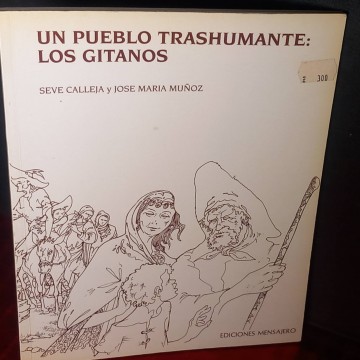 UN PUEBLO TRASHUMANTE:
LOS GITANOS
SEVE CALLEJA y JOSE MARIA MUÑOZ
300
EDICIONES MENSAJERO